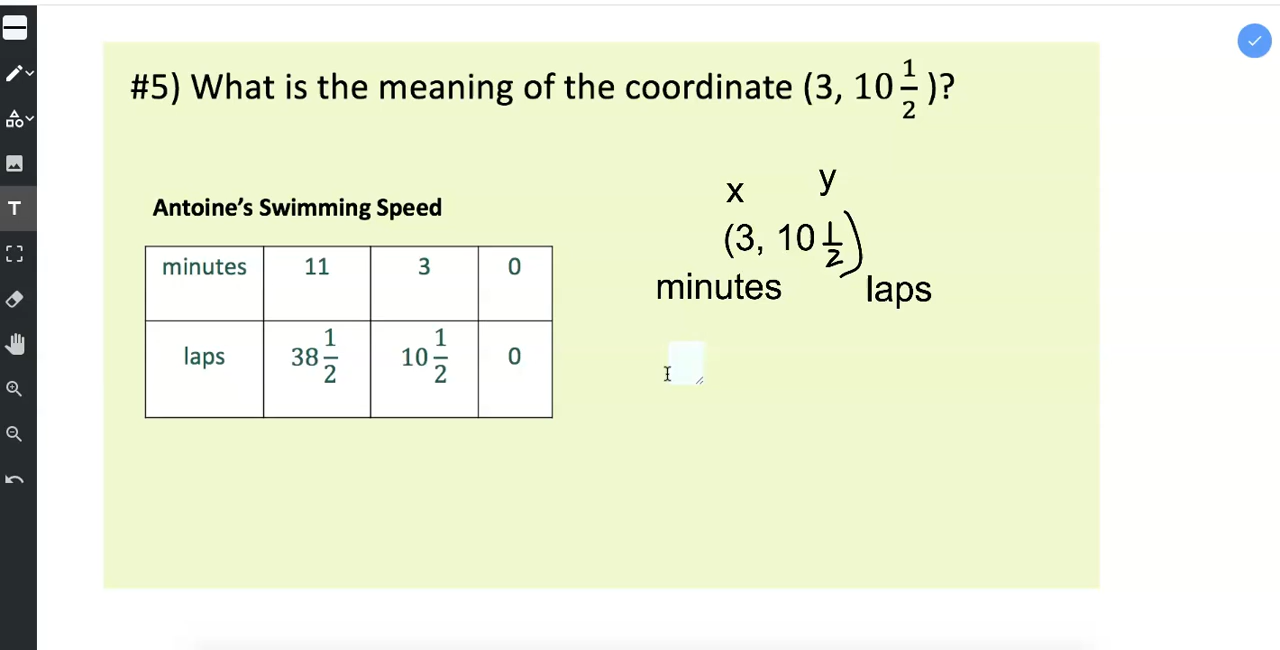 #5) What is the meaning of the coordinate (3, 10 1/2 )?
x y
Antoine's Swimming Speed
(3, 10 1/2)
minutes 11 3 0
minutes laps
laps 38 1/2 10 1/2 0
T